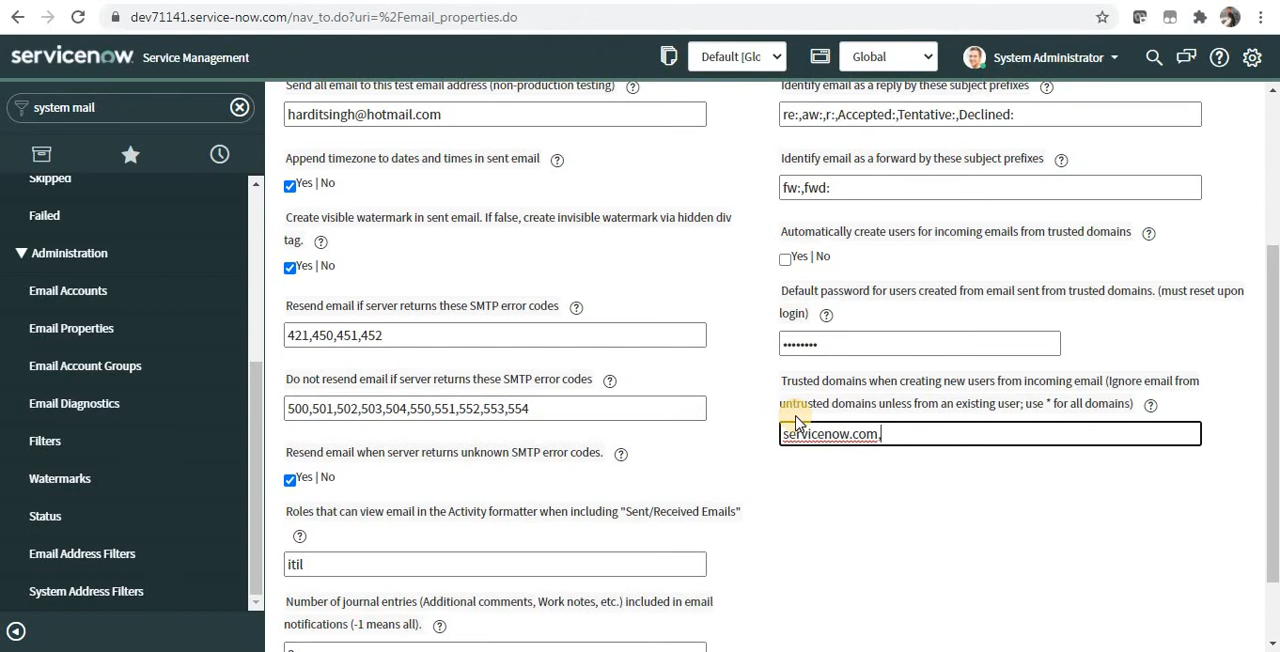 dev71141.service-now.com/nav_to.do?uri=%2Femail_properties.do
servicenow Service Management
Default [Glc
Global
System Administrator
system mail
Skipped
Failed
Administration
Email Accounts
Email Properties
Email Account Groups
Email Diagnostics
Filters
Watermarks
Status
Email Address Filters
System Address Filters
Send all email to this test email address (non-production testing)
harditsingh@hotmail.com
Append timezone to dates and times in sent email
Yes | No
Create visible watermark in sent email. If false, create invisible watermark via hidden div
tag.
Yes | No
Resend email if server returns these SMTP error codes
421,450,451,452
Do not resend email if server returns these SMTP error codes
500,501,502,503,504,550,551,552,553,554
Resend email when server returns unknown SMTP error codes.
Yes | No
Roles that can view email in the Activity formatter when including "Sent/Received Emails"
itil
Number of journal entries (Additional comments, Work notes, etc.) included in email
notifications (-1 means all).
Identify email as a reply by these subject prefixes
re:,aw:,r:,Accepted:,Tentative:,Declined:
Identify email as a forward by these subject prefixes
fw:,fwd:
Automatically create users for incoming emails from trusted domains
Yes | No
Default password for users created from email sent from trusted domains. (must reset upon
login)
••••••••
Trusted domains when creating new users from incoming email (Ignore email from
untrusted domains unless from an existing user; use * for all domains)
servicenow.com,